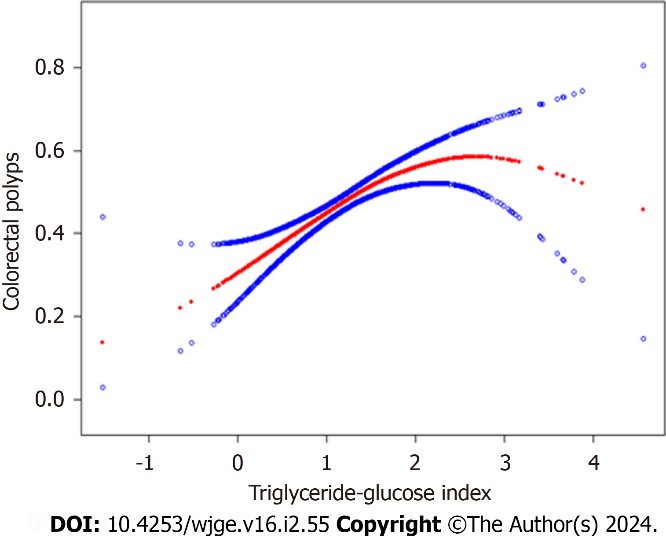 0.8
0.6
0.4
0.2
0.0
Colorectal polyps
-1 0 1 2 3 4
Triglyceride-glucose index
DOI: 10.4253/wjge.v16.i2.55 Copyright ©The Author(s) 2024.